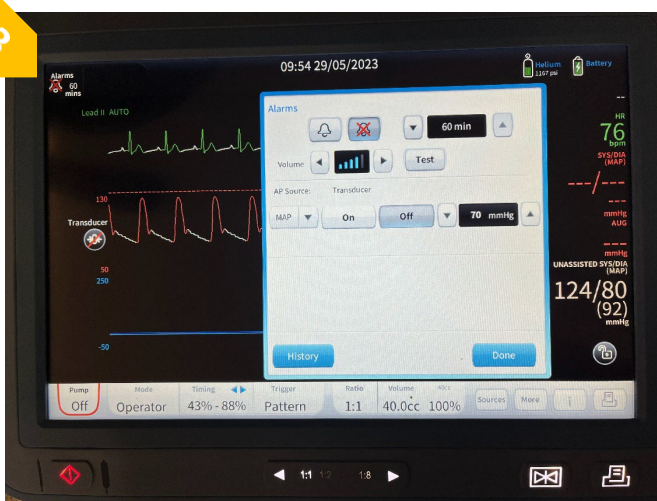 09:54 29/05/2023
Alarms
60
mins
Helium
1167 psi
Battery
Lead II AUTO
--
HR
76
bpm
SYS/DIA
(MAP)
---/---
---
mmHg
AUG
---
mmHg
UNASSISTED SYS/DIA
(MAP)
124/80
(92)
mmHg
130
Transducer
50
250
-50
Alarms
60 min
Volume
Test
AP Source: Transducer
MAP On Off 70 mmHg
History Done
Pump Mode Timing Trigger Ratio Volume
Off Operator 43% - 88% Pattern 1:1 40.0cc 100% Sources More i
1:1 1:2 1:8